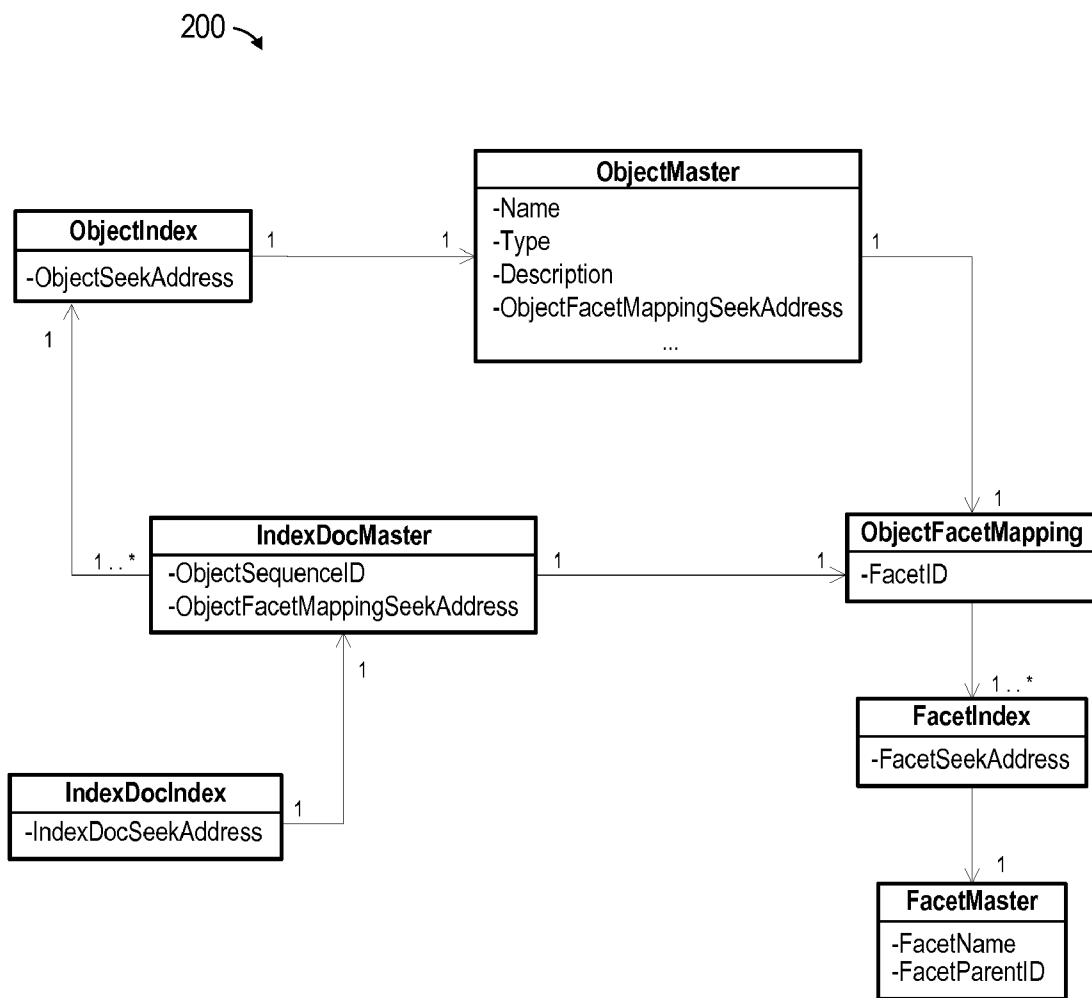 200
ObjectMaster
-Name
-Type
-Description
-ObjectFacetMappingSeekAddress
...
ObjectIndex
-ObjectSeekAddress
1
1
1
1
IndexDocMaster
-ObjectSequenceID
-ObjectFacetMappingSeekAddress
1 . . *
1
1
1
ObjectFacetMapping
-FacetID
1
1 . . *
FacetIndex
-FacetSeekAddress
IndexDocIndex
-IndexDocSeekAddress
1
1
FacetMaster
-FacetName
-FacetParentID